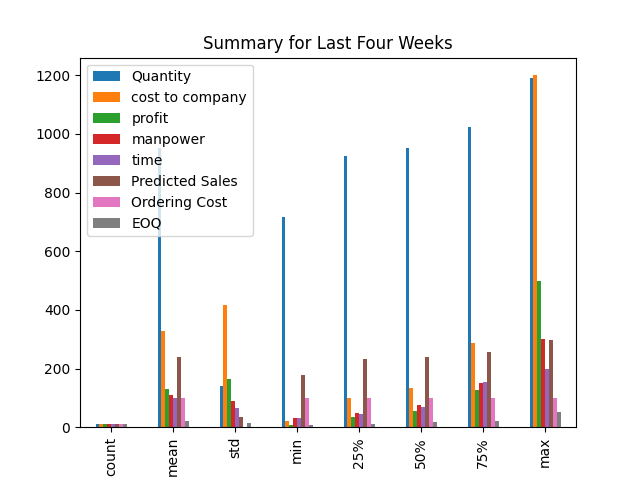 Summary for Last Four Weeks
1200
1000
800
600
400
200
0
Quantity
cost to company
profit
manpower
time
Predicted Sales
Ordering Cost
EOQ
count
mean
std
min
25%
50%
75%
max